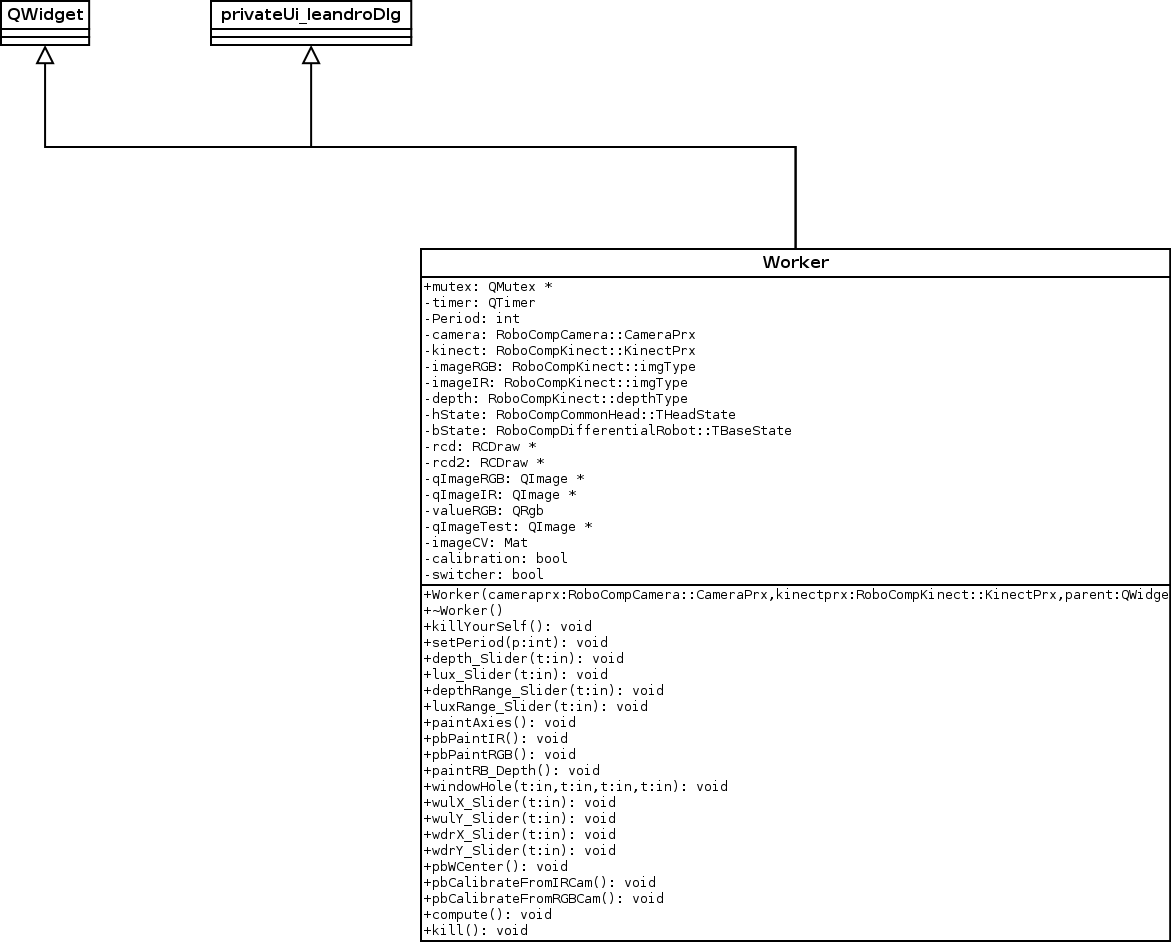 QWidget
privateUi_leandroDlg
Worker
+mutex: QMutex *
-timer: QTimer
-Period: int
-camera: RoboCompCamera::CameraPrx
-kinect: RoboCompKinect::KinectPrx
-imageRGB: RoboCompKinect::imgType
-imageIR: RoboCompKinect::imgType
-depth: RoboCompKinect::depthType
-hState: RoboCompCommonHead::THeadState
-bState: RoboCompDifferentialRobot::TBaseState
-rcd: RCDraw *
-rcd2: RCDraw *
-qImageRGB: QImage *
-qImageIR: QImage *
-valueRGB: QRgb
-qImageTest: QImage *
-imageCV: Mat
-calibration: bool
-switcher: bool
+Worker(cameraprx:RoboCompCamera::CameraPrx,kinectprx:RoboCompKinect::KinectPrx,parent:QWidge
+~Worker()
+killYourSelf(): void
+setPeriod(p:int): void
+depth_Slider(t:in): void
+lux_Slider(t:in): void
+depthRange_Slider(t:in): void
+luxRange_Slider(t:in): void
+paintAxies(): void
+pbPaintIR(): void
+pbPaintRGB(): void
+paintRB_Depth(): void
+windowHole(t:in,t:in,t:in,t:in): void
+wulX_Slider(t:in): void
+wulY_Slider(t:in): void
+wdrX_Slider(t:in): void
+wdrY_Slider(t:in): void
+pbWCenter(): void
+pbCalibrateFromIRCam(): void
+pbCalibrateFromRGBCam(): void
+compute(): void
+kill(): void